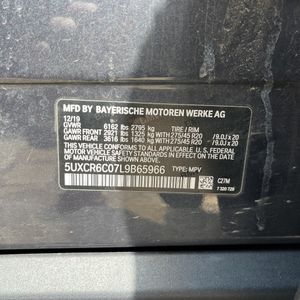 MFD BY BAYERISCHE MOTOREN WERKE AG
12/19
GVWR 6162 lbs 2795 kg TIRE / RIM
GAWR FRONT 2921 lbs 1325 kg WITH 275/45 R20 / 9.0J x 20
GAWR REAR 3616 lbs 1640 kg WITH 275/45 R20 / 9.0J x 20
THIS VEHICLE CONFORMS TO ALL APPLICABLE U.S. FEDERAL
MOTOR VEHICLE SAFETY STANDARDS IN EFFECT ON THE
DATE OF MANUFACTURE SHOWN ABOVE.
5UXCR6C07L9B65966 TYPE: MPV
C27M